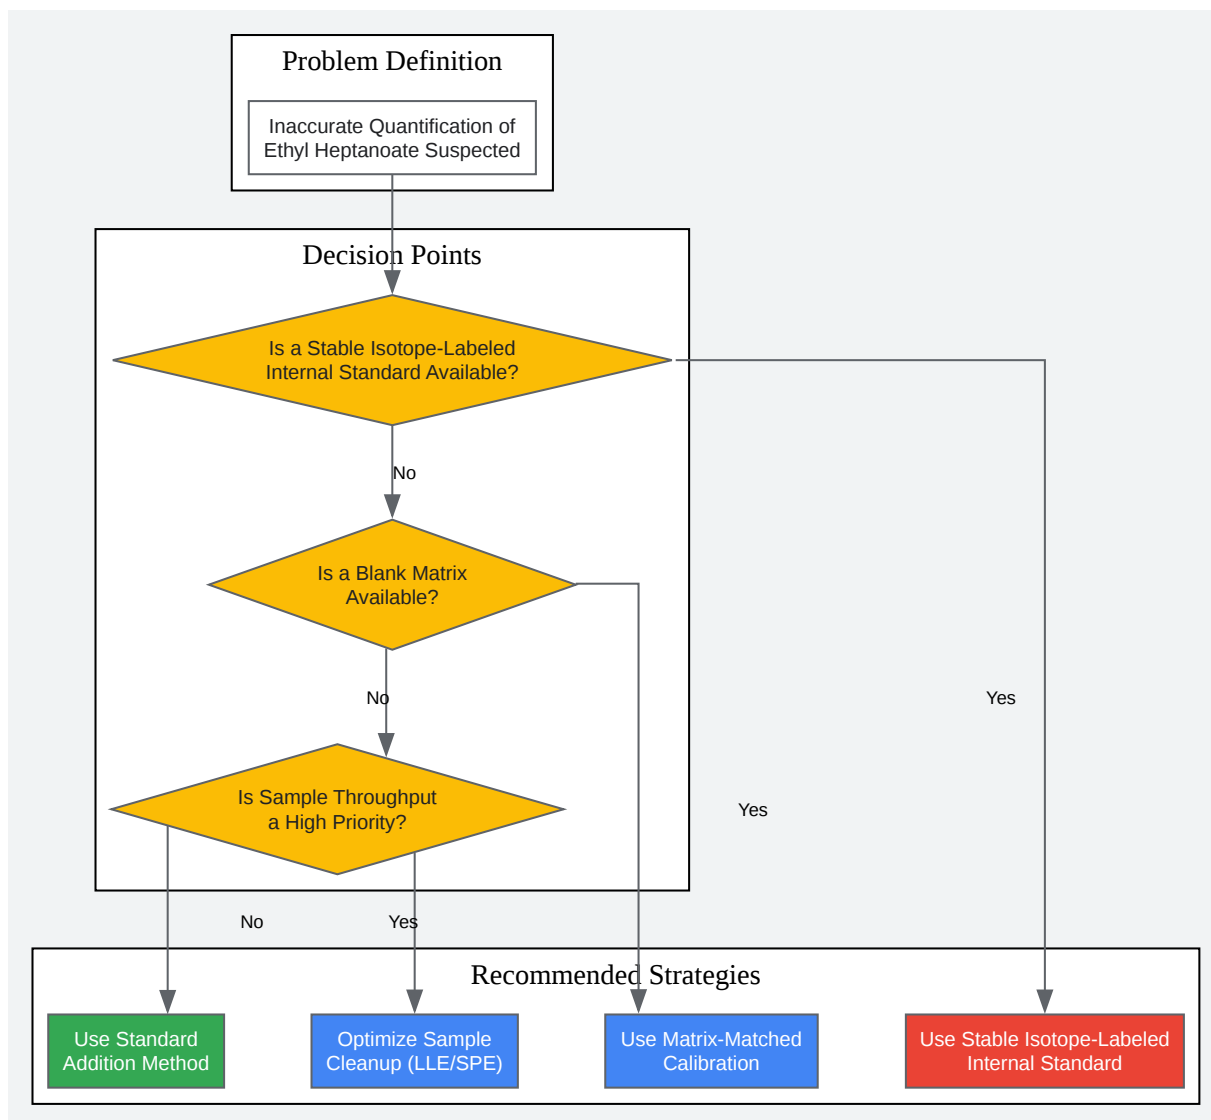 Problem Definition
Inaccurate Quantification of
Ethyl Heptanoate Suspected
Decision Points
Is a Stable Isotope-Labeled
Internal Standard Available?
No
Is a Blank Matrix
Available?
No
Yes
Is Sample Throughput
a High Priority?
Yes
No
Yes
Recommended Strategies
Use Standard
Addition Method
Optimize Sample
Cleanup (LLE/SPE)
Use Matrix-Matched
Calibration
Use Stable Isotope-Labeled
Internal Standard